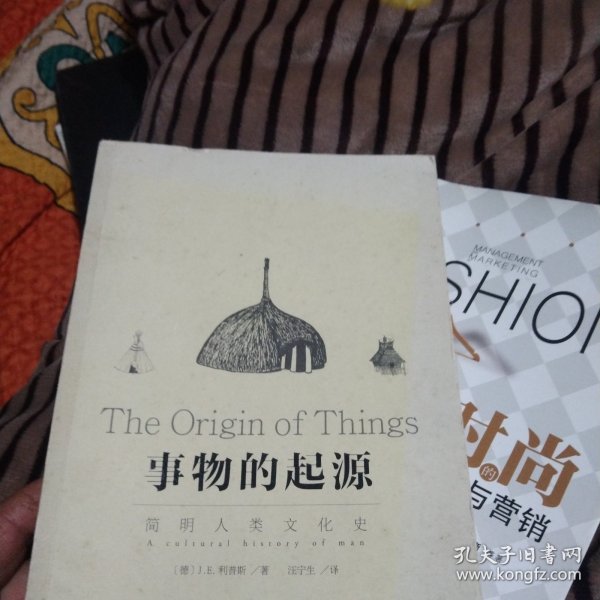 The Origin of Things
事物的起源
简明人类文化史
A cultural history of man
〔德〕J.E.利普斯／著 汪宁生／译
MANAGEMENT
MARKETING
SHION
时尚
的
与营销
孔夫子旧书网
www.kongfz.com